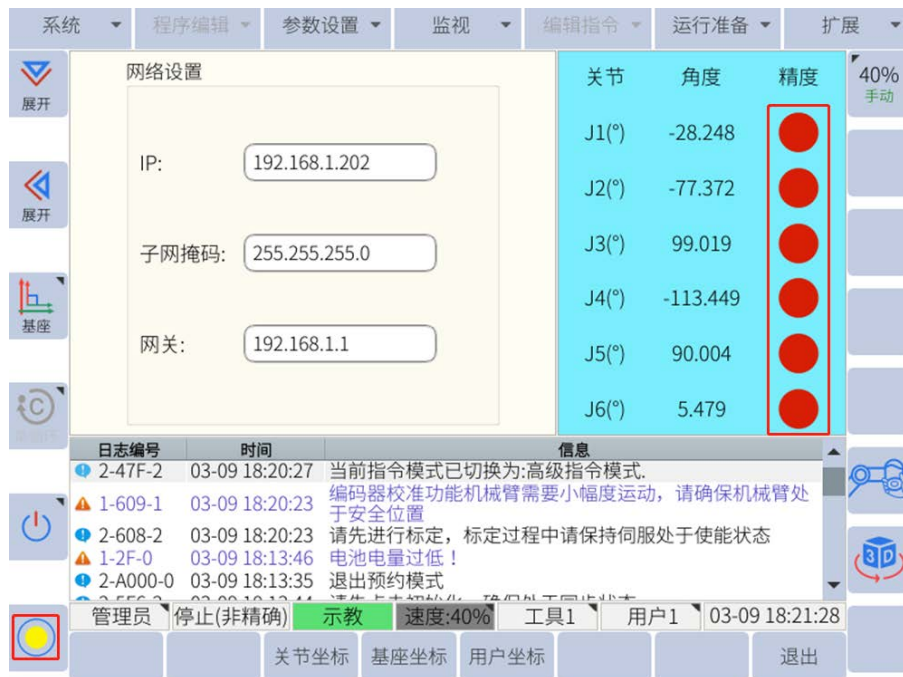 系统 程序编辑 参数设置 监视 编辑指令 运行准备 扩展
展开
展开
基座
网络设置
IP: 192.168.1.202
子网掩码: 255.255.255.0
网关: 192.168.1.1
关节 角度 精度
J1(°) -28.248
J2(°) -77.372
J3(°) 99.019
J4(°) -113.449
J5(°) 90.004
J6(°) 5.479
40%
手动
3D
日志编号 时间 信息
2-47F-2 03-09 18:20:27 当前指令模式已切换为:高级指令模式.
1-609-1 03-09 18:20:23 编码器校准功能机械臂需要小幅度运动，请确保机械臂处
于安全位置
2-608-2 03-09 18:20:23 请先进行标定，标定过程中请保持伺服处于使能状态
1-2F-0 03-09 18:13:46 电池电量过低！
2-A000-0 03-09 18:13:35 退出预约模式
管理员 停止(非精确) 示教 速度:40% 工具1 用户1 03-09 18:21:28
关节坐标 基座坐标 用户坐标 退出